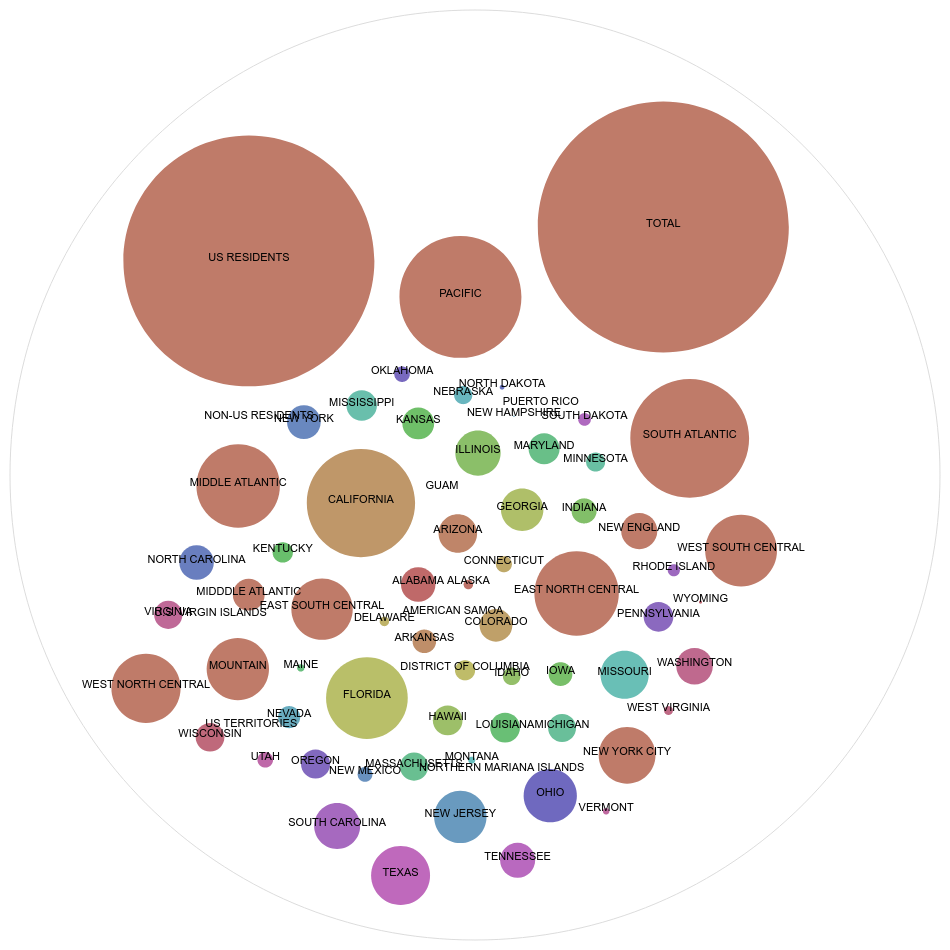 TOTAL
US RESIDENTS
PACIFIC
OKLAHOMA
NORTH DAKOTA
NEBRASKA
PUERTO RICO
MISSISSIPPI
NEW HAMPSHIRE
NON-US RESIDENTS
SOUTH DAKOTA
NEW YORK
KANSAS
SOUTH ATLANTIC
MARYLAND
ILLINOIS
MINNESOTA
MIDDLE ATLANTIC
GUAM
CALIFORNIA
GEORGIA
INDIANA
NEW ENGLAND
ARIZONA
WEST SOUTH CENTRAL
KENTUCKY
NORTH CAROLINA
CONNECTICUT
RHODE ISLAND
ALABAMA
ALASKA
EAST NORTH CENTRAL
MIDDDLE ATLANTIC
WYOMING
EAST SOUTH CENTRAL
AMERICAN SAMOA
VIRGINIA
VIRGIN ISLANDS
PENNSYLVANIA
DELAWARE
COLORADO
ARKANSAS
WASHINGTON
MAINE
MOUNTAIN
DISTRICT OF COLUMBIA
IOWA
MISSOURI
IDAHO
WEST NORTH CENTRAL
FLORIDA
WEST VIRGINIA
NEVADA
HAWAII
US TERRITORIES
LOUISIANA
MICHIGAN
WISCONSIN
NEW YORK CITY
UTAH
MONTANA
OREGON
MASSACHUSETTS
NORTHERN MARIANA ISLANDS
NEW MEXICO
OHIO
VERMONT
NEW JERSEY
SOUTH CAROLINA
TENNESSEE
TEXAS